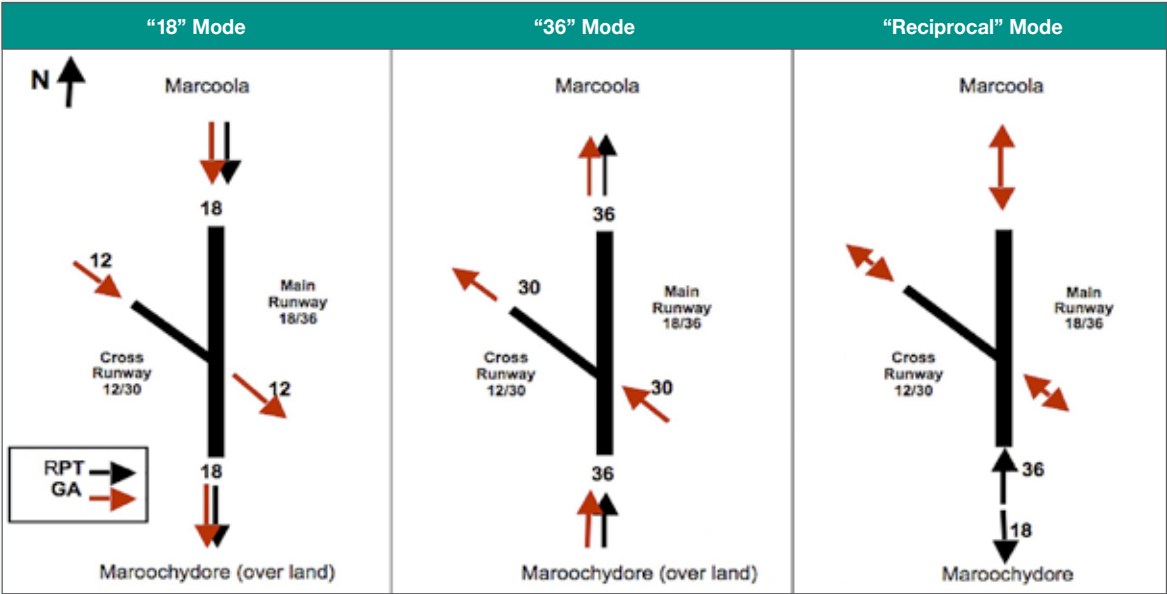 “18” Mode
“36” Mode
“Reciprocal” Mode
N
Marcoola
18
12
Main
Runway
18/36
Cross
Runway
12/30
12
18
RPT
GA
Maroochydore (over land)
Marcoola
36
30
Main
Runway
18/36
Cross
Runway
12/30
30
36
Maroochydore (over land)
Marcoola
Main
Runway
18/36
Cross
Runway
12/30
36
18
Maroochydore